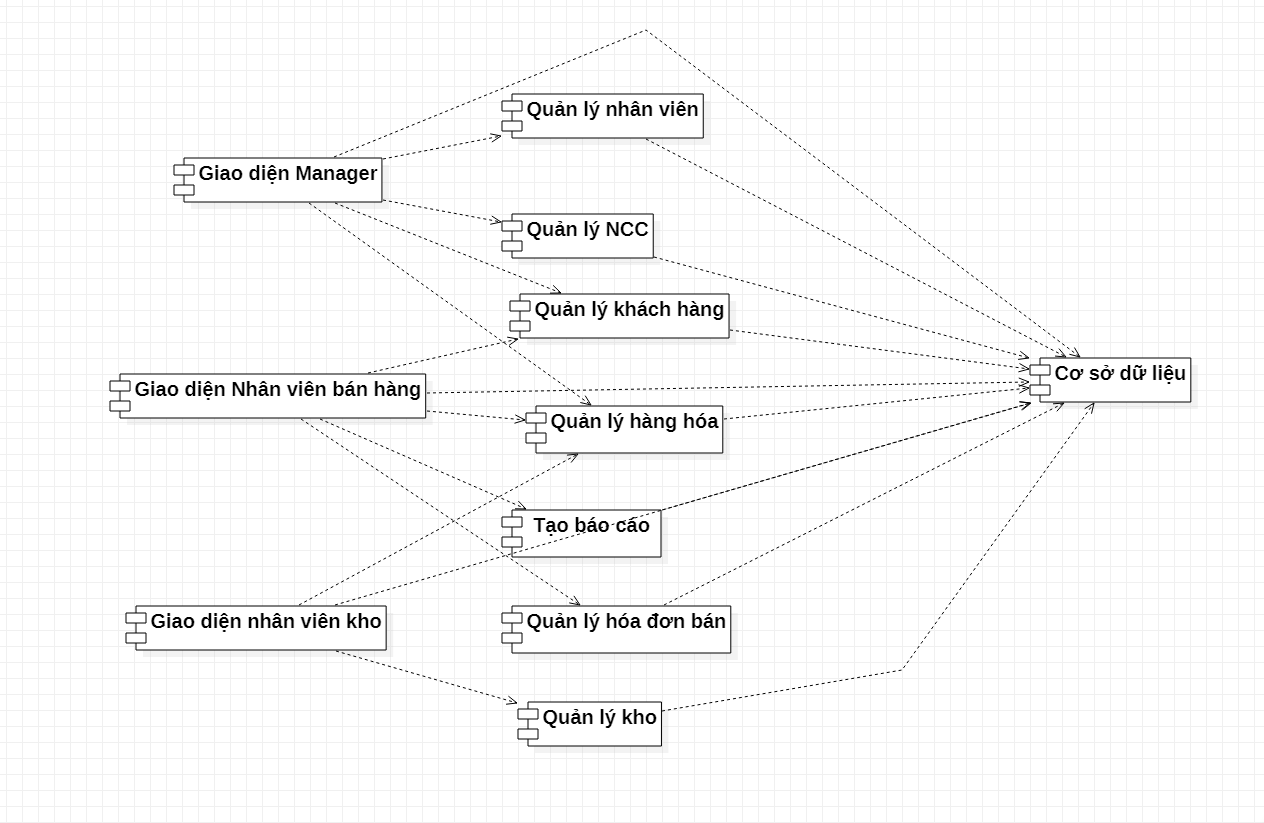 Quản lý nhân viên
Giao diện Manager
Quản lý NCC
Quản lý khách hàng
Cơ sở dữ liệu
Giao diện Nhân viên bán hàng
Quản lý hàng hóa
Tạo báo cáo
Giao diện nhân viên kho
Quản lý hóa đơn bán
Quản lý kho